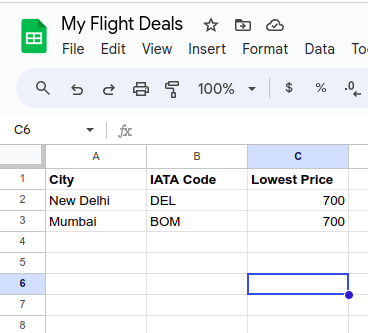 My Flight Deals
File Edit View Insert Format Data To
100% $ % .0
C6 fx
A B C
1 City IATA Code Lowest Price
2 New Delhi DEL 700
3 Mumbai BOM 700
4
5
6
7
8